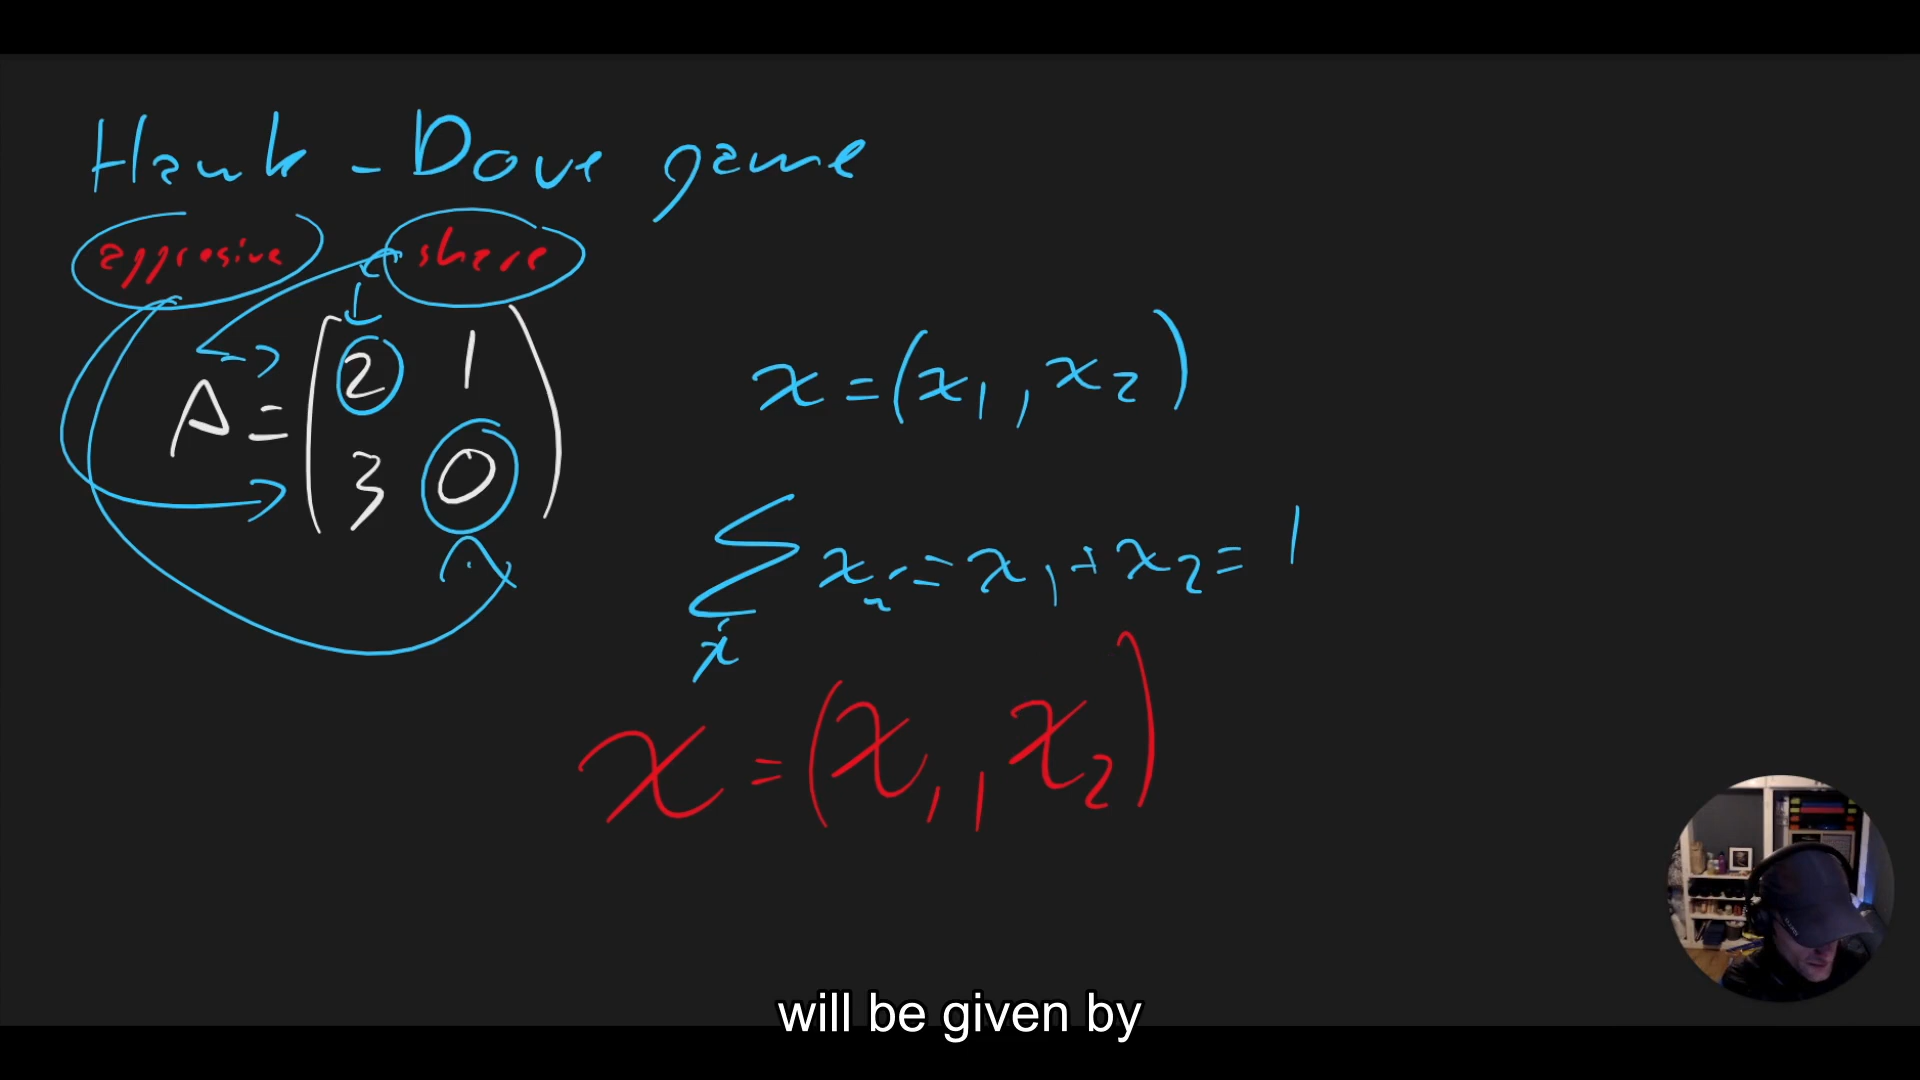 Hawk - Dove game
aggresive share
A = (2 1
3 0)
x = (x1, x2)
∑i xi = x1 + x2 = 1
x = (x1, x2)
will be given by